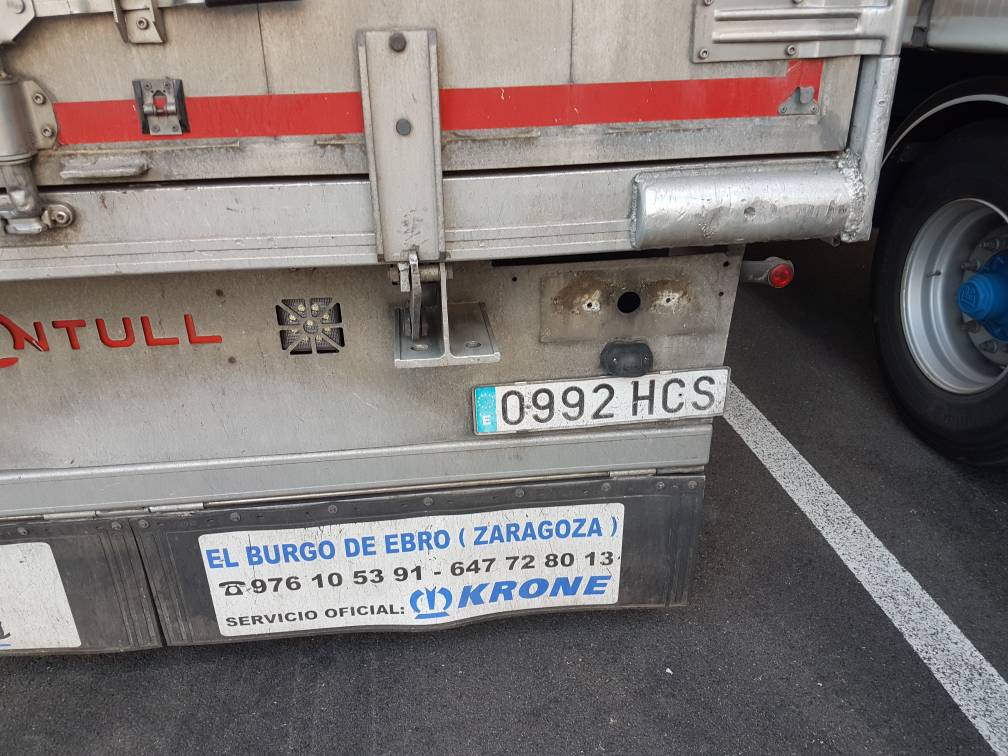 NTULL
E
0992 HCS
EL BURGO DE EBRO ( ZARAGOZA )
☎976 10 53 91 - 647 72 80 13
SERVICIO OFICIAL: KRONE